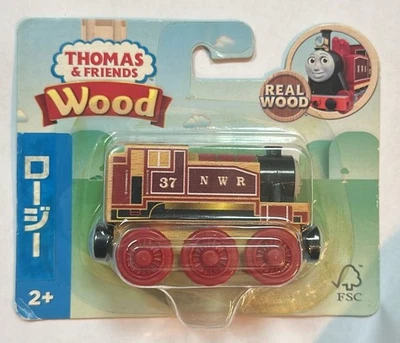 THOMAS
& FRIENDS
Wood
REAL
WOOD
ロージー
37 NWR
2+
FSC